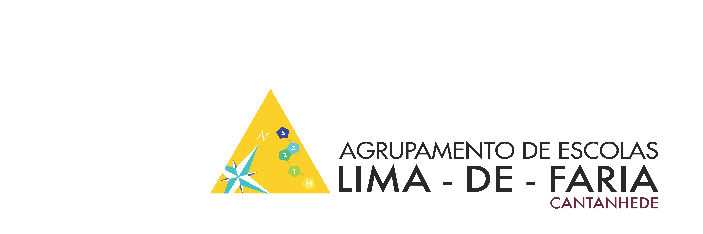 AGRUPAMENTO DE ESCOLAS
LIMA - DE - FARIA
CANTANHEDE